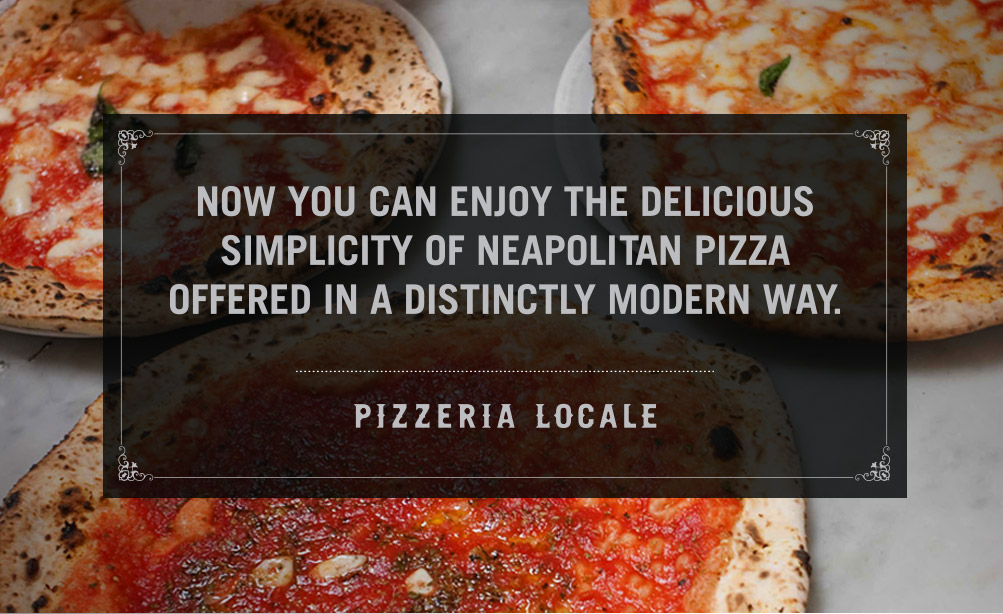 NOW YOU CAN ENJOY THE DELICIOUS
SIMPLICITY OF NEAPOLITAN PIZZA
OFFERED IN A DISTINCTLY MODERN WAY.
PIZZERIA LOCALE